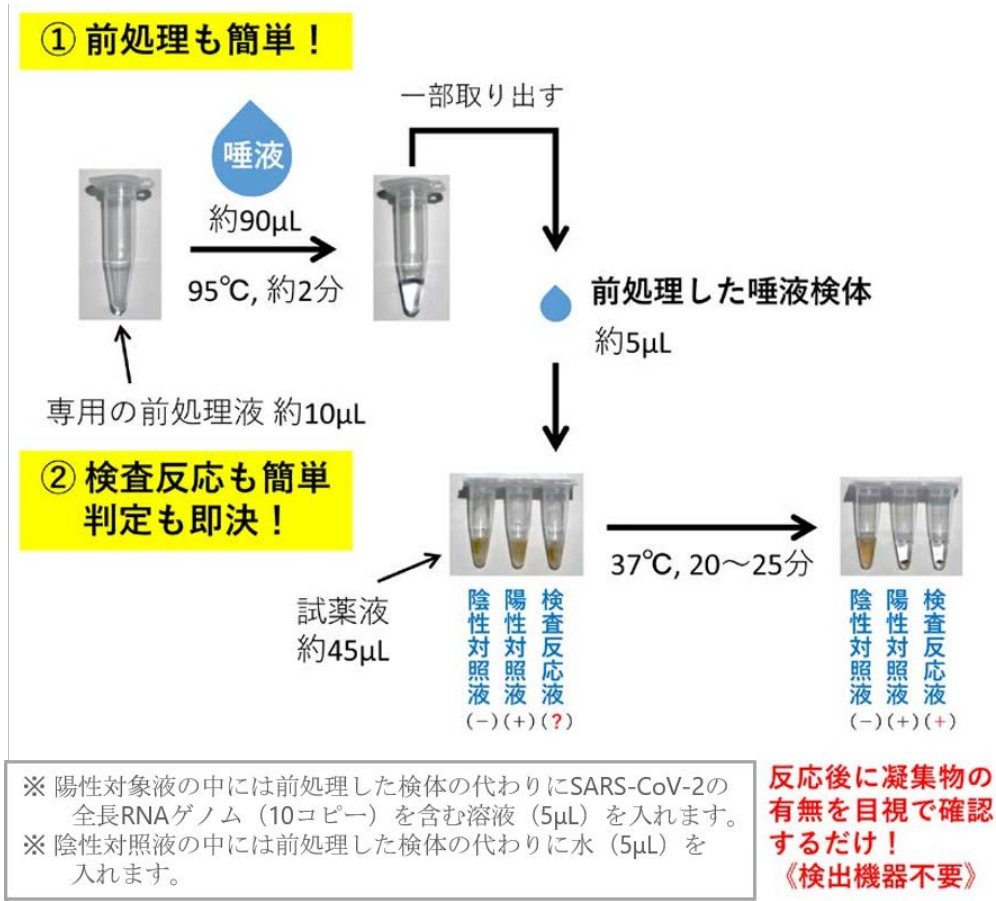 ① 前処理も簡単！
一部取り出す
唾液
約90μL
95℃, 約2分
前処理した唾液検体
約5μL
専用の前処理液 約10μL
② 検査反応も簡単
判定も即決！
37℃, 20～25分
試薬液
約45μL
陰性対照液
(－)
陽性対照液
(+)
検査反応液
(?)
陰性対照液
(－)
陽性対照液
(+)
検査反応液
(+)
※ 陽性対象液の中には前処理した検体の代わりにSARS-CoV-2の
全長RNAゲノム（10コピー）を含む溶液（5μL）を入れます。
※ 陰性対照液の中には前処理した検体の代わりに水（5μL）を
入れます。
反応後に凝集物の
有無を目視で確認
するだけ！
《検出機器不要》